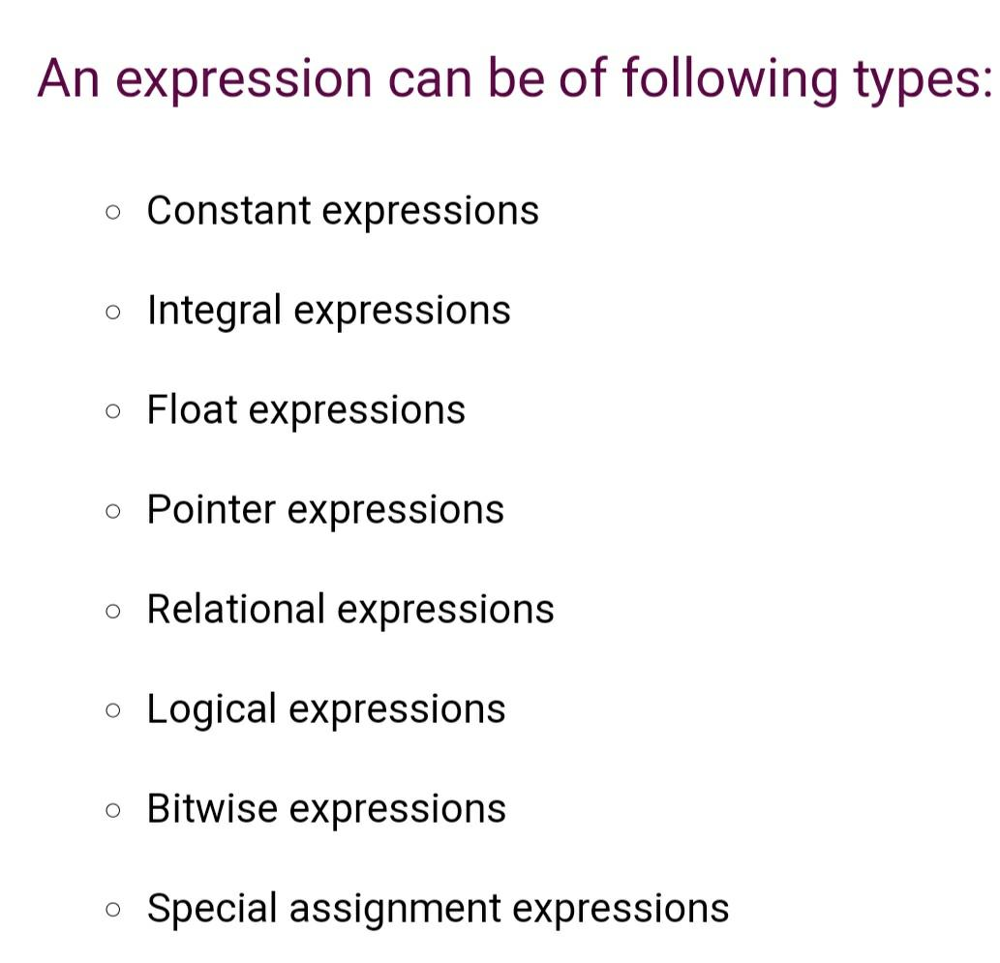 An expression can be of following types:
Constant expressions
Integral expressions
Float expressions
Pointer expressions
Relational expressions
Logical expressions
Bitwise expressions
Special assignment expressions